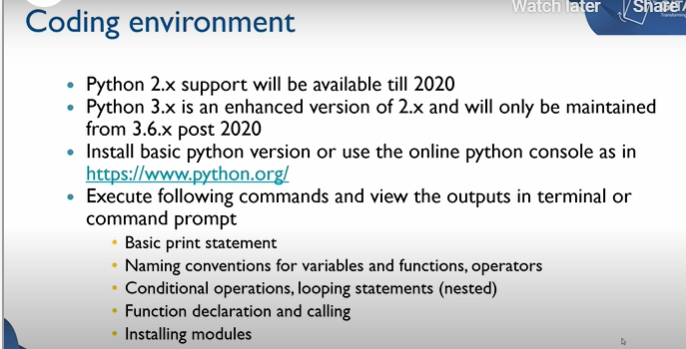 Watch later
Share
Coding environment
Python 2.x support will be available till 2020
Python 3.x is an enhanced version of 2.x and will only be maintained
from 3.6.x post 2020
Install basic python version or use the online python console as in
https://www.python.org/
Execute following commands and view the outputs in terminal or
command prompt
Basic print statement
Naming conventions for variables and functions, operators
Conditional operations, looping statements (nested)
Function declaration and calling
Installing modules